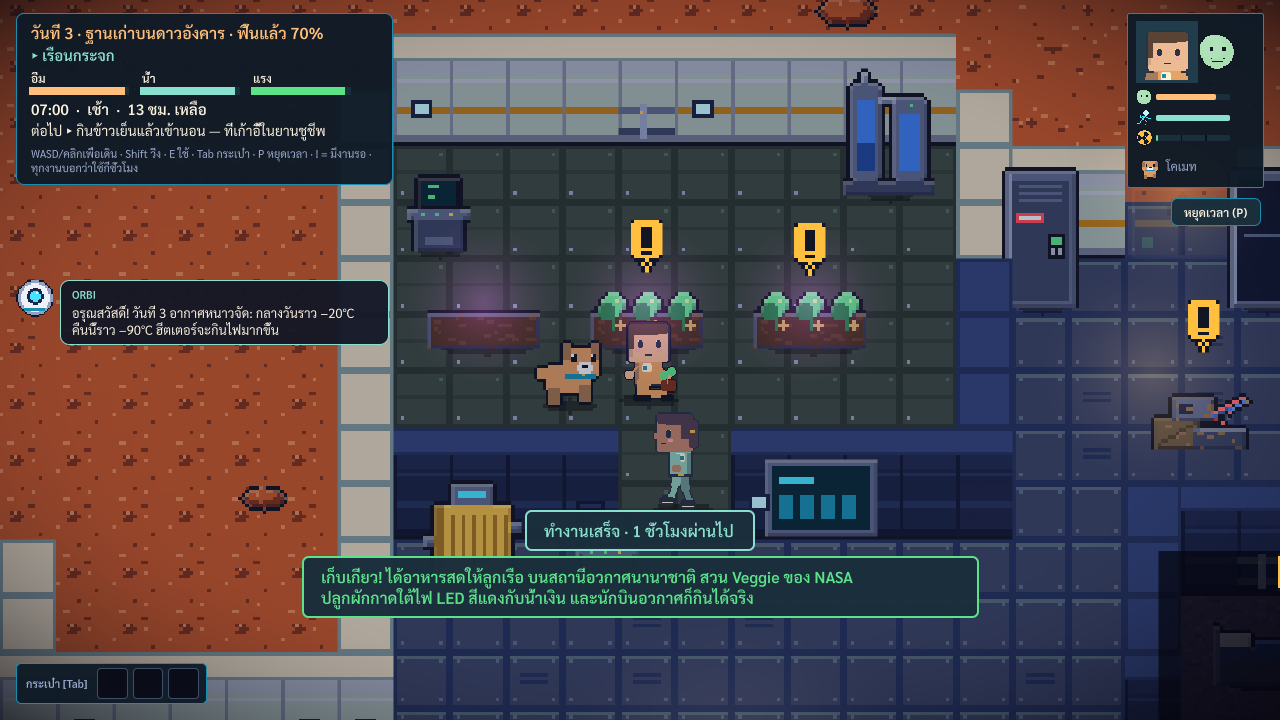 วันที่ 3 · ฐานเก่าบนดาวอังคาร · ฟื้นแล้ว 70%
▸ เรือนกระจก
อิ่ม น้ำ แรง
07:00 · เช้า · 13 ชม. เหลือ
ต่อไป ▸ กินข้าวเย็นแล้วเข้านอน — ที่เก้าอี้ในยานชูชีพ
WASD/คลิกเพื่อเดิน · Shift วิ่ง · E ใช้ · Tab กระเป๋า · P หยุดเวลา · ! = มีงานรอ ·
ทุกงานบอกว่าใช้กี่ชั่วโมง
โคเมท
หยุดเวลา (P)
ORBI
อรุณสวัสดิ์! วันที่ 3 อากาศหนาวจัด: กลางวันราว −20°C
คืนนี้ราว −90°C ฮีตเตอร์จะกินไฟมากขึ้น
ทำงานเสร็จ · 1 ชั่วโมงผ่านไป
เก็บเกี่ยว! ได้อาหารสดให้ลูกเรือ บนสถานีอวกาศนานาชาติ สวน Veggie ของ NASA
ปลูกผักกาดใต้ไฟ LED สีแดงกับน้ำเงิน และนักบินอวกาศก็กินได้จริง
กระเป๋า [Tab]